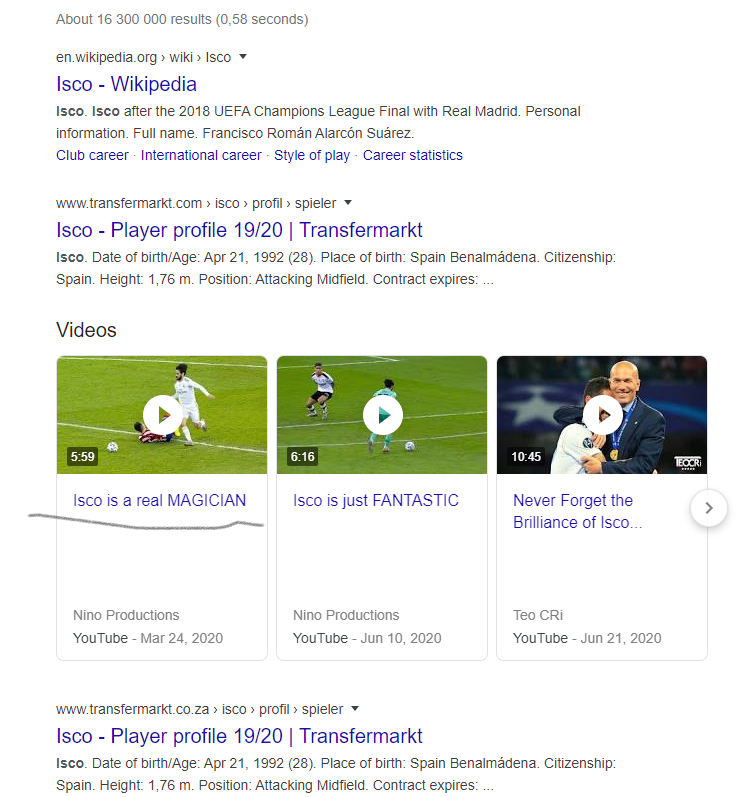 About 16 300 000 results (0,58 seconds)
en.wikipedia.org › wiki › Isco
Isco - Wikipedia
Isco. Isco after the 2018 UEFA Champions League Final with Real Madrid. Personal
information. Full name. Francisco Román Alarcón Suárez.
Club career · International career · Style of play · Career statistics
www.transfermarkt.com › isco › profil › spieler
Isco - Player profile 19/20 | Transfermarkt
Isco. Date of birth/Age: Apr 21, 1992 (28). Place of birth: Spain Benalmádena. Citizenship:
Spain. Height: 1,76 m. Position: Attacking Midfield. Contract expires: ...
Videos
5:59
Isco is a real MAGICIAN
Nino Productions
YouTube - Mar 24, 2020
6:16
Isco is just FANTASTIC
Nino Productions
YouTube - Jun 10, 2020
10:45
TEOCRi
Never Forget the
Brilliance of Isco...
Teo CRi
YouTube - Jun 21, 2020
www.transfermarkt.co.za › isco › profil › spieler
Isco - Player profile 19/20 | Transfermarkt
Isco. Date of birth/Age: Apr 21, 1992 (28). Place of birth: Spain Benalmádena. Citizenship:
Spain. Height: 1,76 m. Position: Attacking Midfield. Contract expires: ...